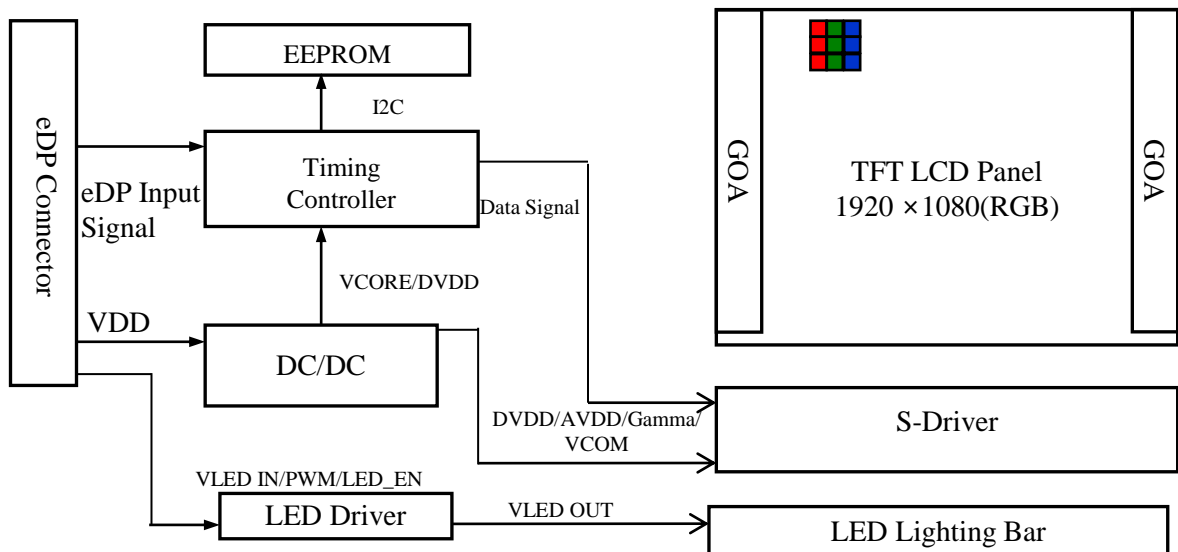 EEPROM
I2C
eDP Connector
eDP Input
Signal
Timing
Controller
Data Signal
VCORE/DVDD
VDD
DC/DC
DVDD/AVDD/Gamma/
VCOM
VLED IN/PWM/LED_EN
LED Driver
VLED OUT
GOA
TFT LCD Panel
1920 ×1080(RGB)
GOA
S-Driver
LED Lighting Bar